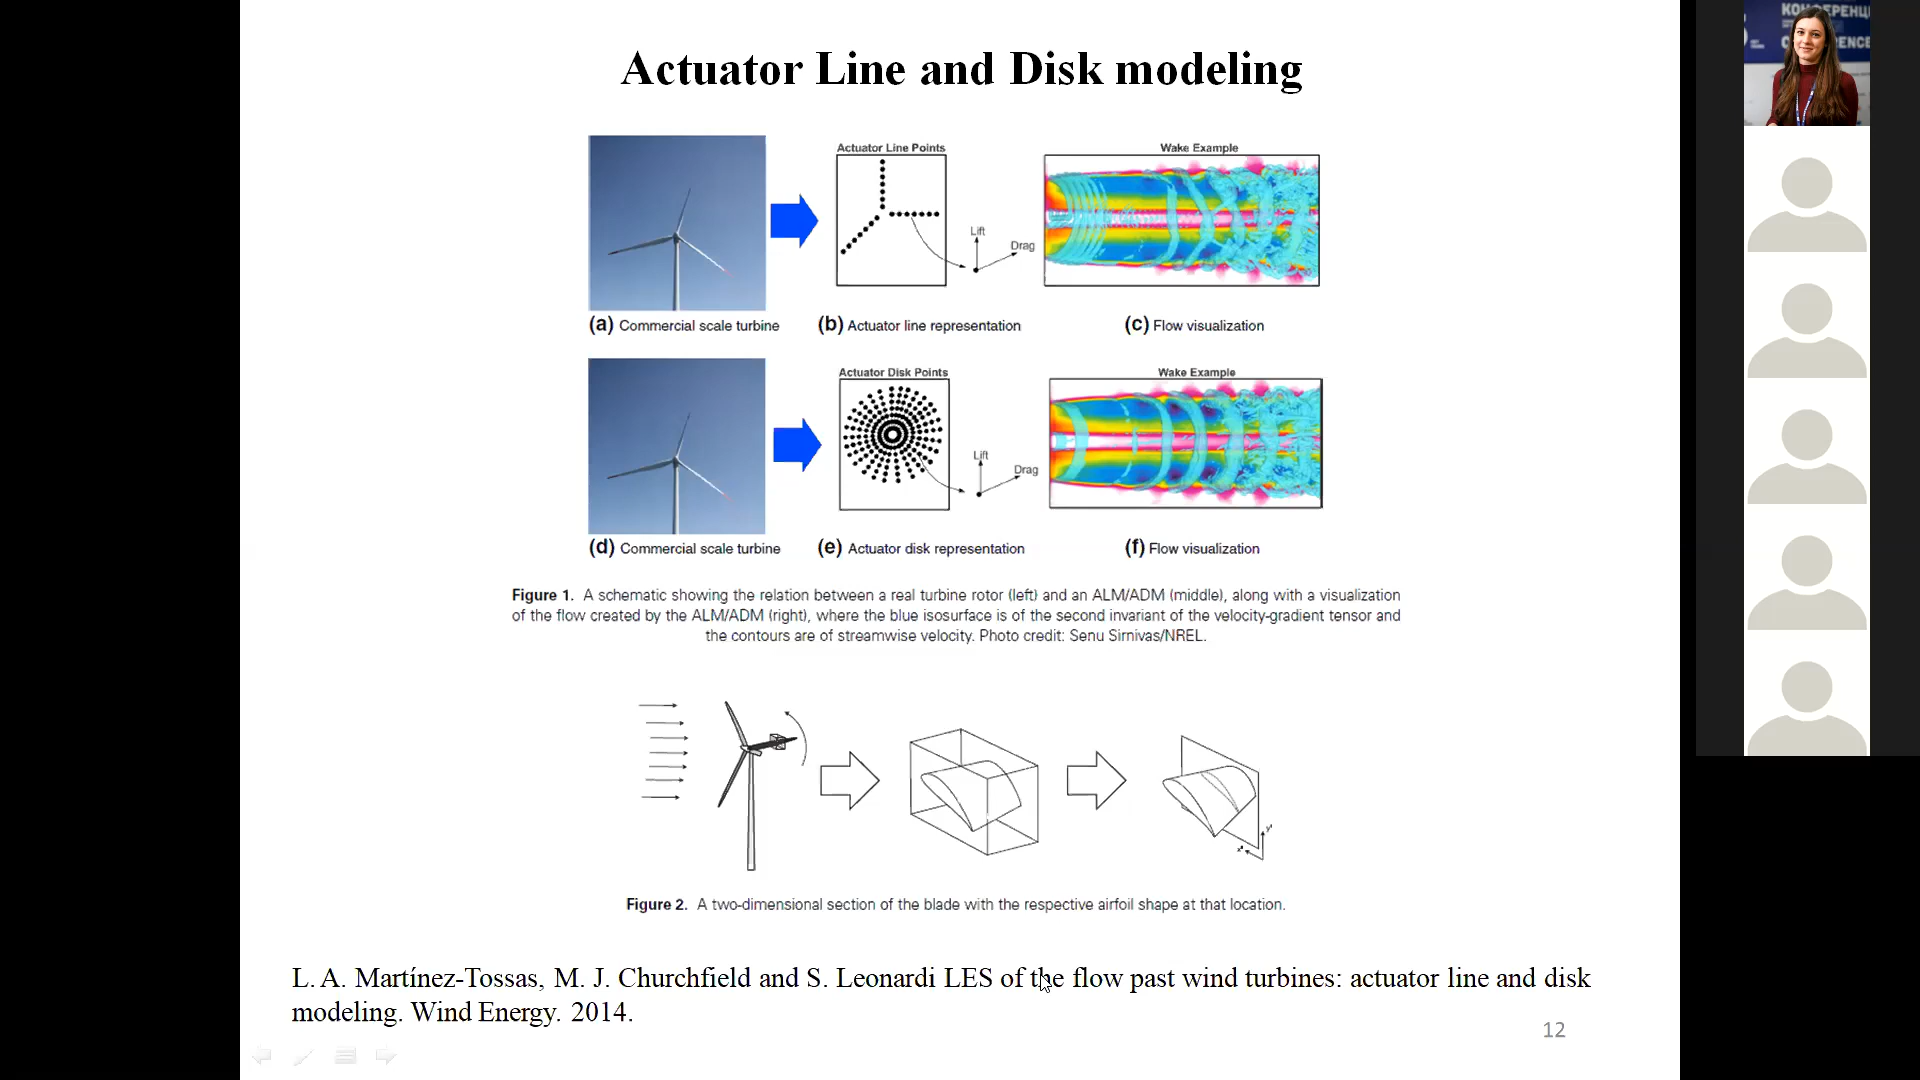 Actuator Line and Disk modeling
Actuator Line Points
Wake Example
Lift
Drag
(a) Commercial scale turbine
(b) Actuator line representation
(c) Flow visualization
Actuator Disk Points
Wake Example
Lift
Drag
(d) Commercial scale turbine
(e) Actuator disk representation
(f) Flow visualization
Figure 1. A schematic showing the relation between a real turbine rotor (left) and an ALM/ADM (middle), along with a visualization
of the flow created by the ALM/ADM (right), where the blue isosurface is of the second invariant of the velocity-gradient tensor and
the contours are of streamwise velocity. Photo credit: Senu Sirnivas/NREL.
y'
x'
Figure 2. A two-dimensional section of the blade with the respective airfoil shape at that location.
L. A. Martínez-Tossas, M. J. Churchfield and S. Leonardi LES of the flow past wind turbines: actuator line and disk
modeling. Wind Energy. 2014.
12